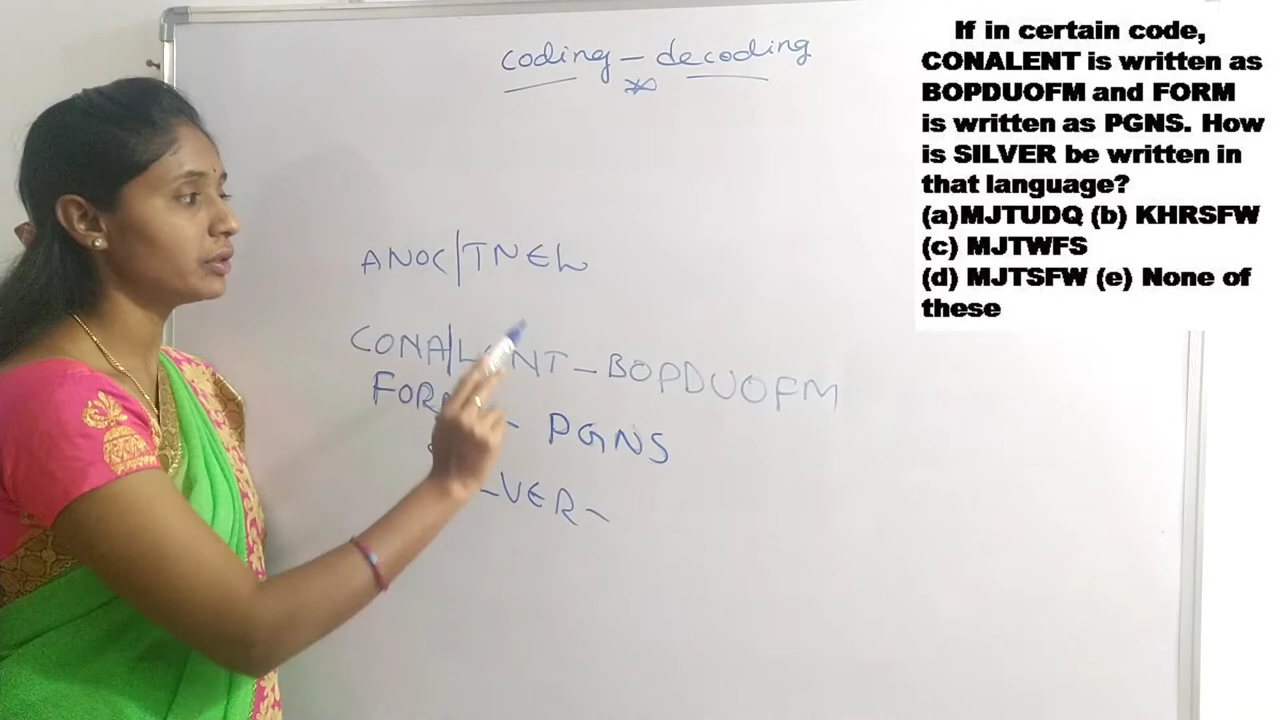 coding - decoding
ANOC/TNEL
CONA/LENT - BOPDUOFM
FOR - PGNS
LVER -
If in certain code,
CONALENT is written as
BOPDUOFM and FORM
is written as PGNS. How
is SILVER be written in
that language?
(a)MJTUDQ (b) KHRSFW
(c) MJTWFS
(d) MJTSFW (e) None of
these